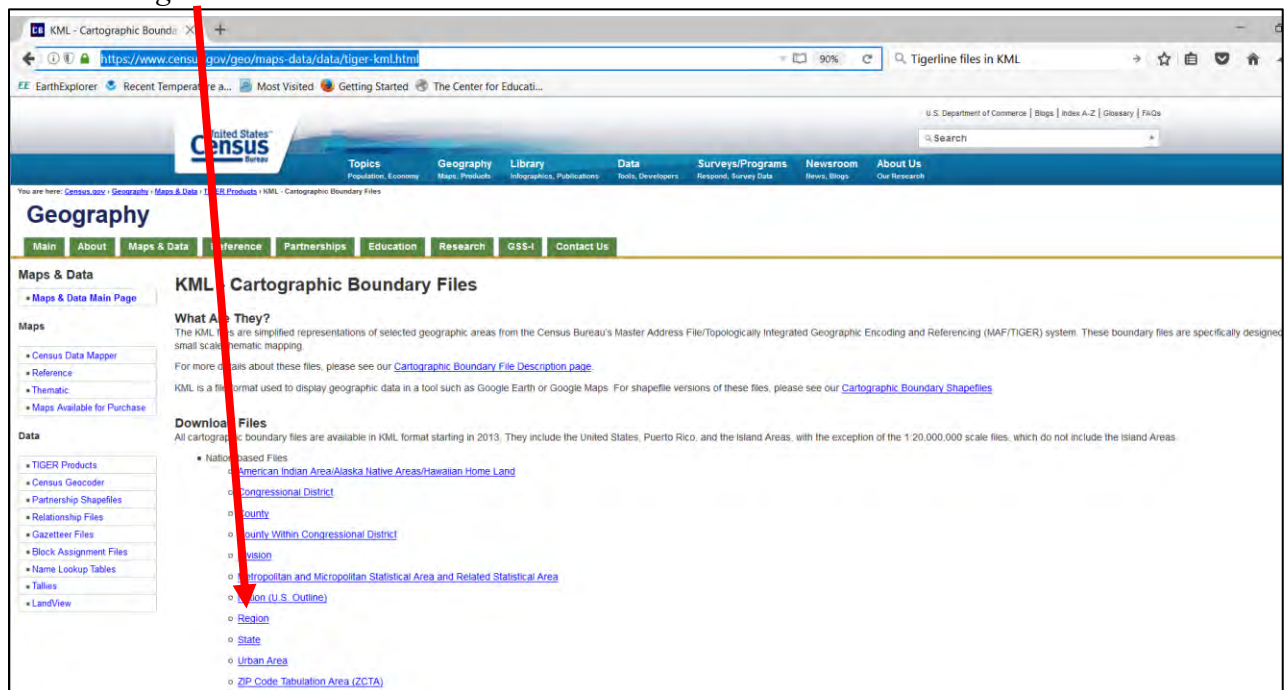 KML - Cartographic Bounda
https://www.census.gov/geo/maps-data/data/tiger-kml.html
90%
Tigerline files in KML
EarthExplorer Recent Temperature a... Most Visited Getting Started The Center for Educati...
U.S. Department of Commerce | Blogs | Index A-Z | Glossary | FAQs
United States
Census
Bureau
Search
Topics Geography Library Data Surveys/Programs Newsroom About Us
Population, Economy Maps, Products Infographics, Publications Tools, Developers Respond, Survey Data News, Blogs Our Research
You are here: Census.gov › Geography › Maps & Data › TIGER Products › KML - Cartographic Boundary Files
Geography
Main About Maps & Data Reference Partnerships Education Research GSS-I Contact Us
Maps & Data
Maps & Data Main Page
Maps
Census Data Mapper
Reference
Thematic
Maps Available for Purchase
Data
TIGER Products
Census Geocoder
Partnership Shapefiles
Relationship Files
Gazetteer Files
Block Assignment Files
Name Lookup Tables
Tallies
LandView
KML - Cartographic Boundary Files
What Are They?
The KML files are simplified representations of selected geographic areas from the Census Bureau's Master Address File/Topologically Integrated Geographic Encoding and Referencing (MAF/TIGER) system. These boundary files are specifically designed
small scale thematic mapping.
For more details about these files, please see our Cartographic Boundary File Description page.
KML is a file format used to display geographic data in a tool such as Google Earth or Google Maps. For shapefile versions of these files, please see our Cartographic Boundary Shapefiles.
Download Files
All cartographic boundary files are available in KML format starting in 2013. They include the United States, Puerto Rico, and the Island Areas, with the exception of the 1:20,000,000 scale files, which do not include the Island Areas.
Nation-based Files
American Indian Area/Alaska Native Areas/Hawaiian Home Land
Congressional District
County
County Within Congressional District
Division
Metropolitan and Micropolitan Statistical Area and Related Statistical Area
Nation (U.S. Outline)
Region
State
Urban Area
ZIP Code Tabulation Area (ZCTA)